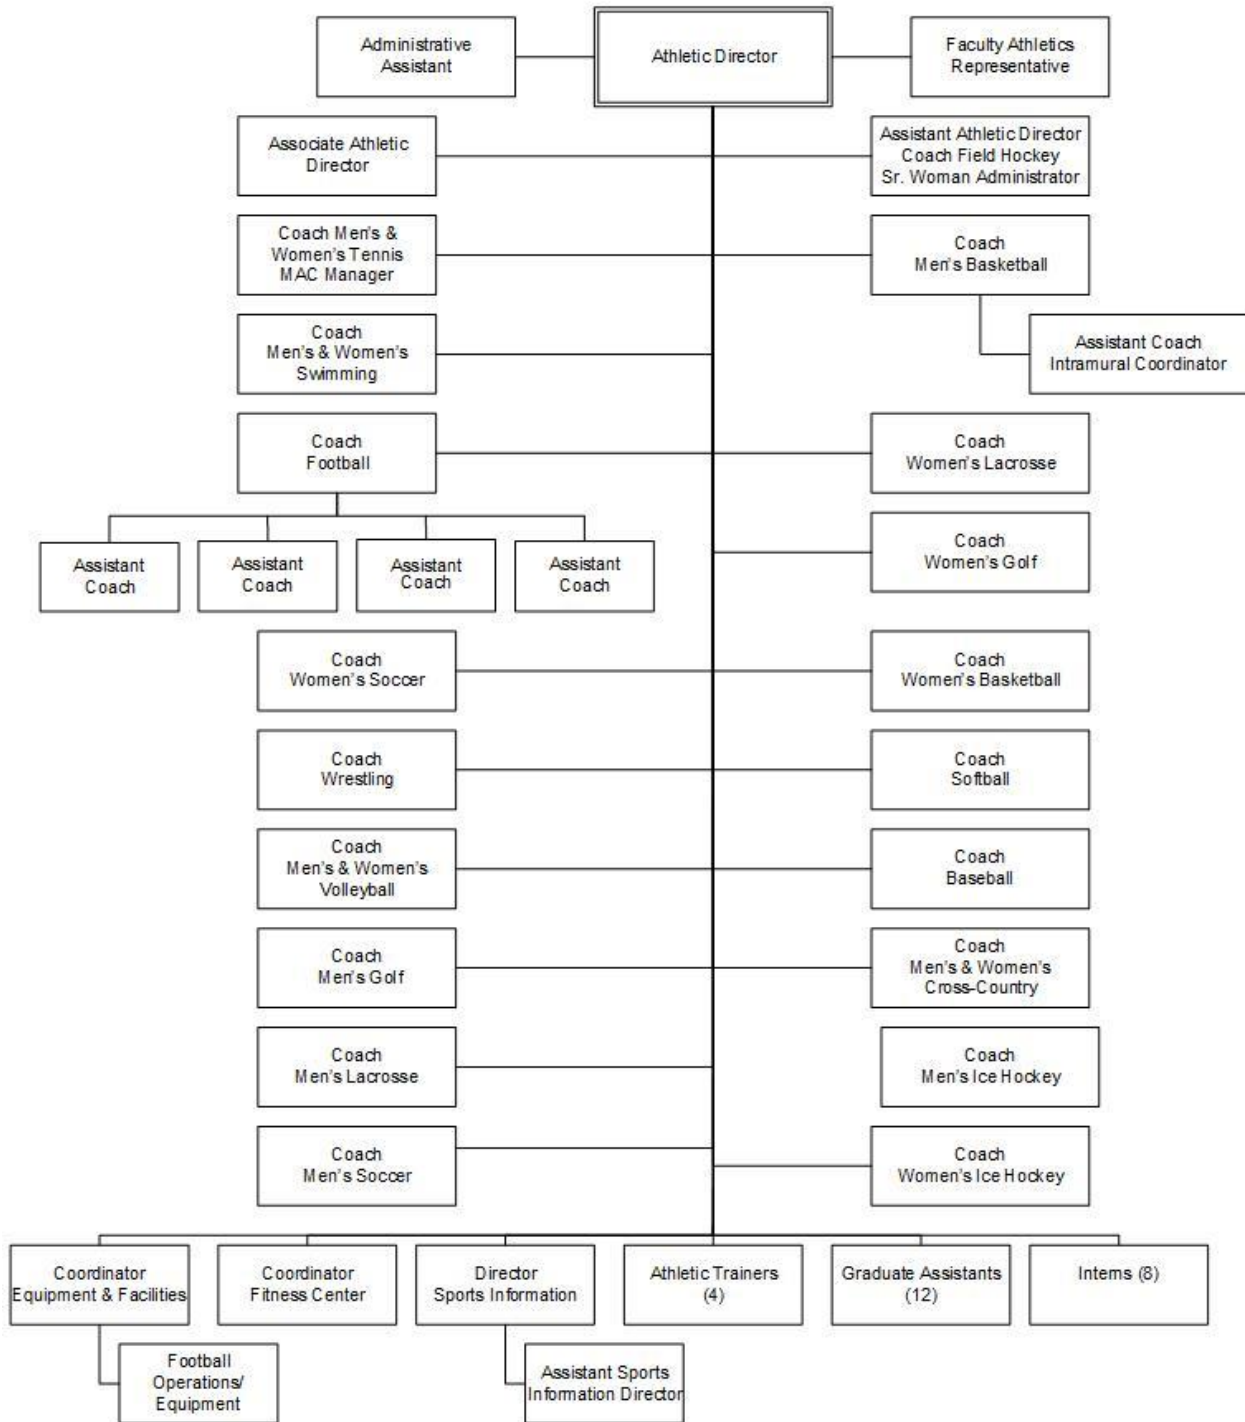 Administrative
Assistant
Athletic Director
Faculty Athletics
Representative
Associate Athletic
Director
Assistant Athletic Director
Coach Field Hockey
Sr. Woman Administrator
Coach Men's &
Women's Tennis
MAC Manager
Coach
Men's Basketball
Coach
Men's & Women's
Swimming
Assistant Coach
Intramural Coordinator
Coach
Football
Coach
Women's Lacrosse
Assistant
Coach
Assistant
Coach
Assistant
Coach
Assistant
Coach
Coach
Women's Golf
Coach
Women's Soccer
Coach
Women's Basketball
Coach
Wrestling
Coach
Softball
Coach
Men's & Women's
Volleyball
Coach
Baseball
Coach
Men's Golf
Coach
Men's & Women's
Cross-Country
Coach
Men's Lacrosse
Coach
Men's Ice Hockey
Coach
Men's Soccer
Coach
Women's Ice Hockey
Coordinator
Equipment & Facilities
Coordinator
Fitness Center
Director
Sports Information
Athletic Trainers
(4)
Graduate Assistants
(12)
Interns (8)
Football
Operations/
Equipment
Assistant Sports
Information Director